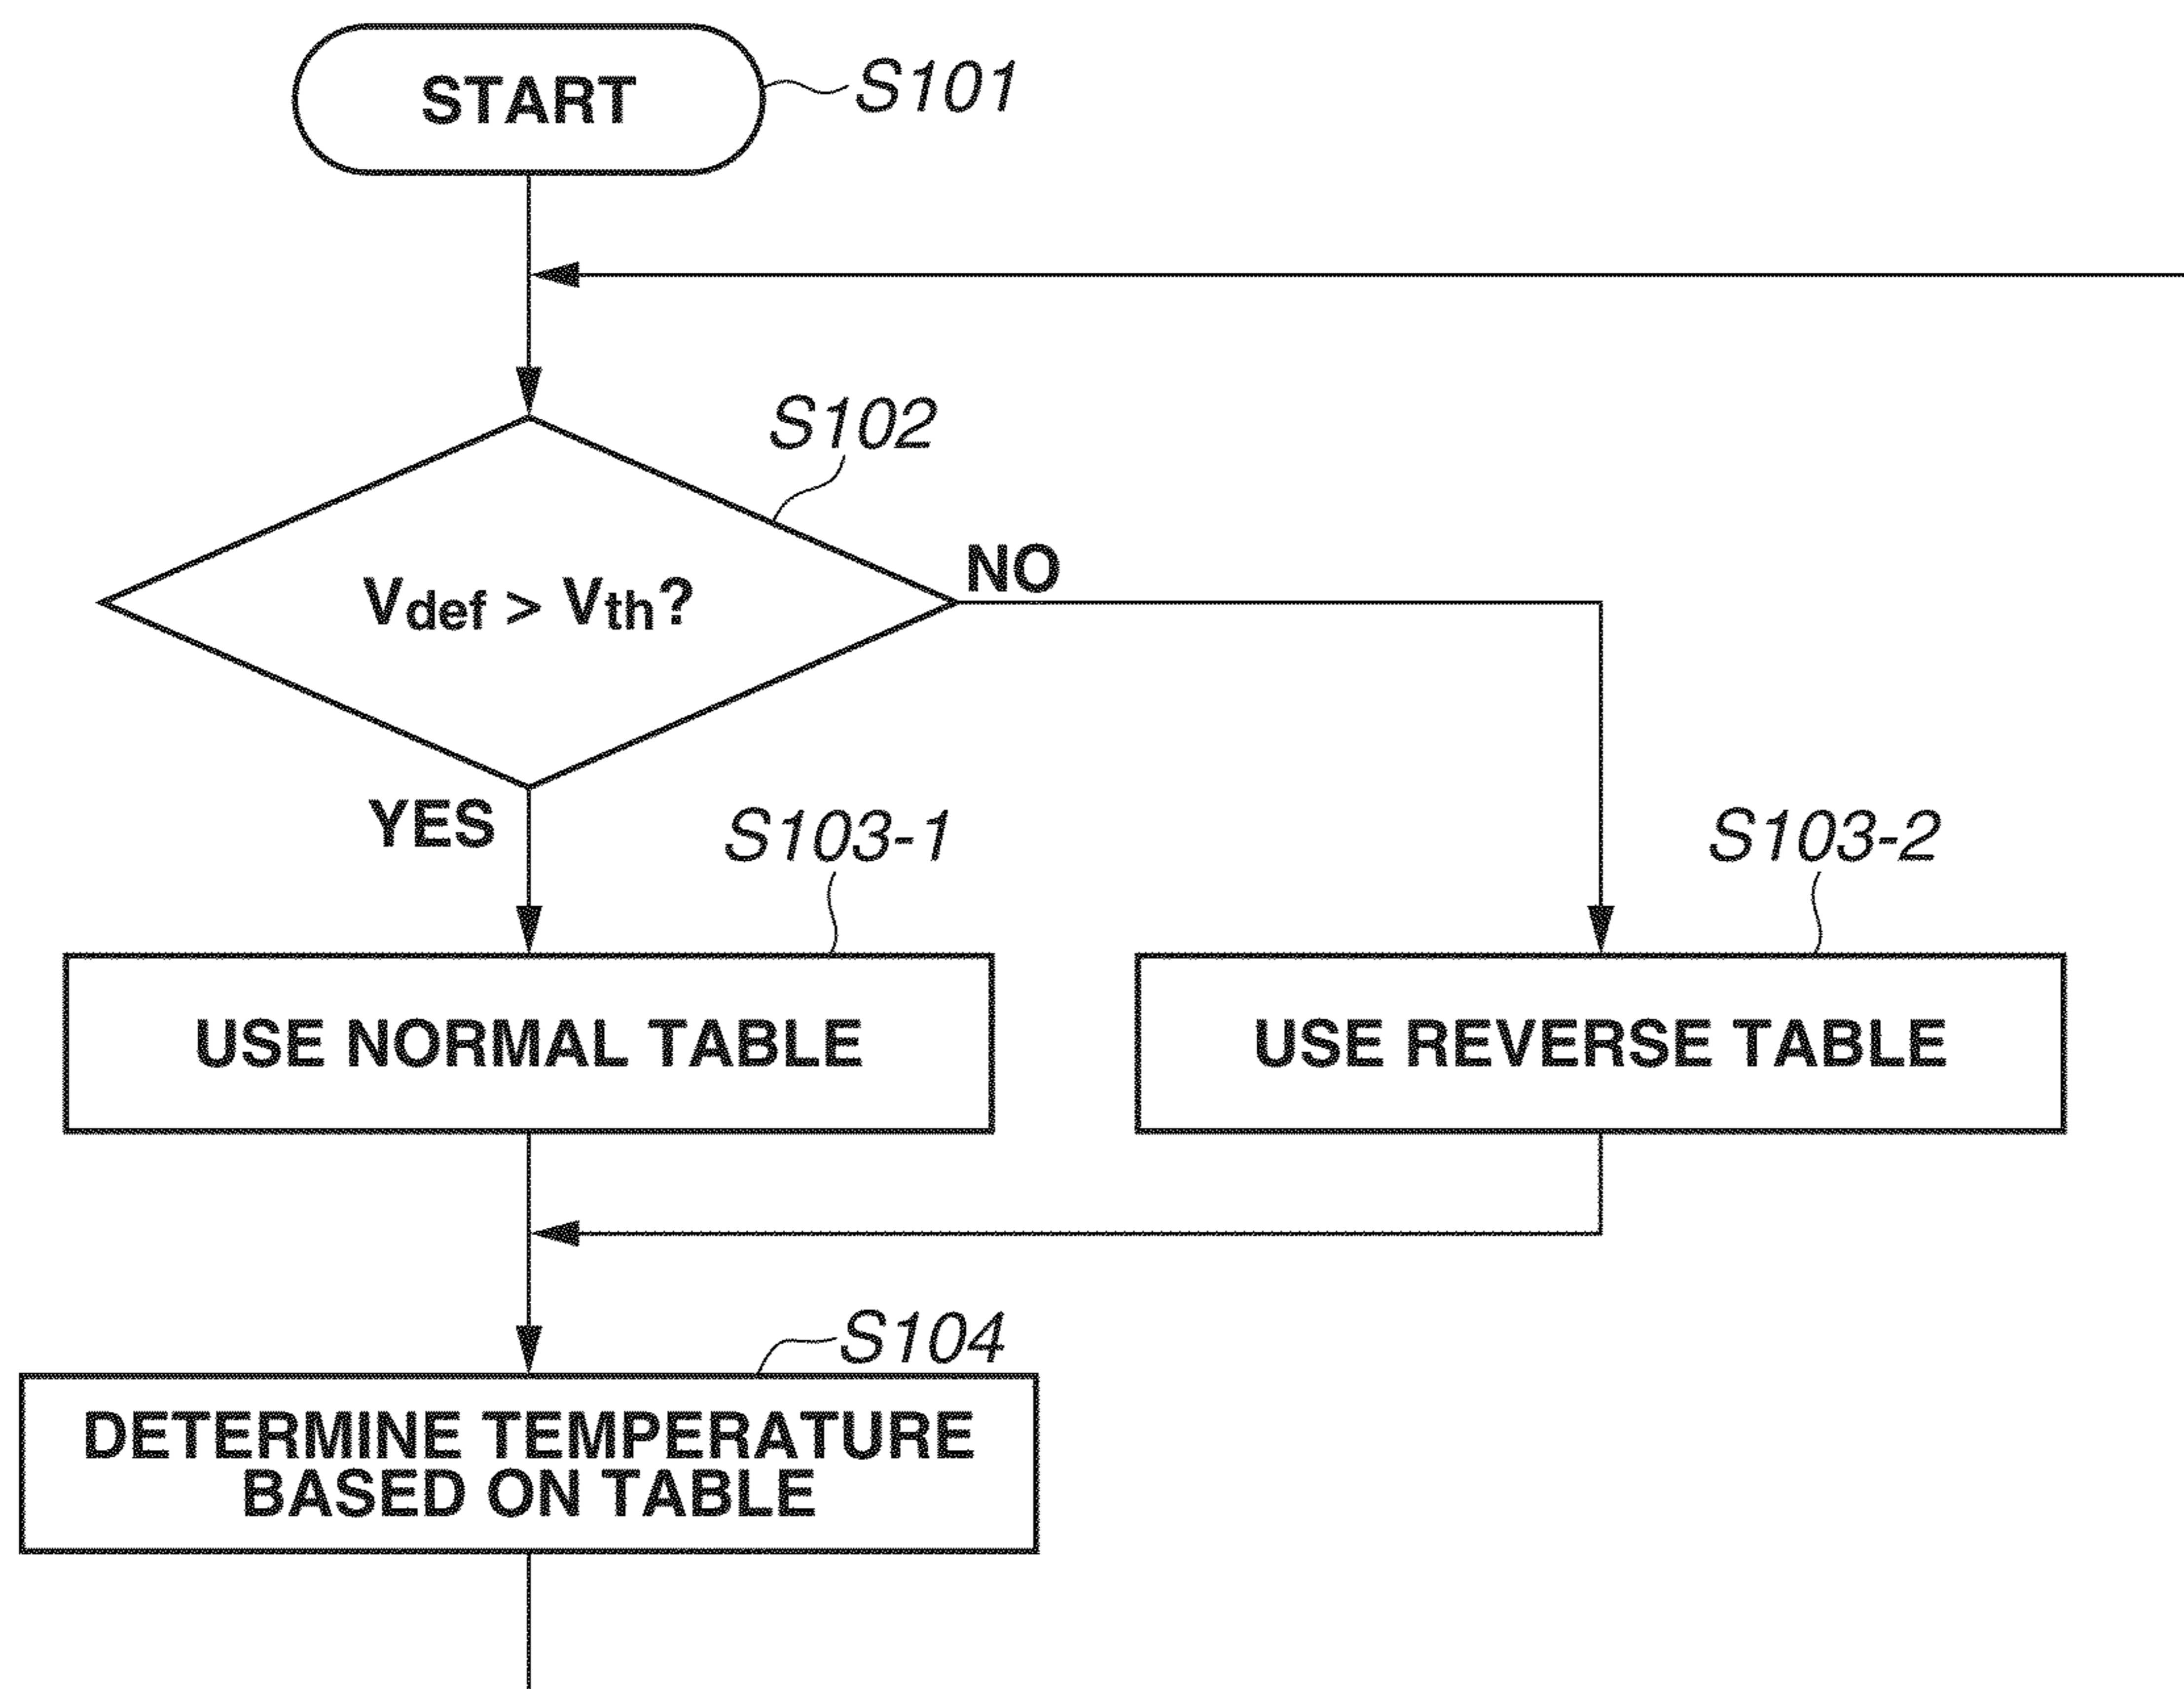 START
S101
S102
Vdef > Vth?
NO
YES
S103-1
S103-2
USE NORMAL TABLE
USE REVERSE TABLE
S104
DETERMINE TEMPERATURE
BASED ON TABLE